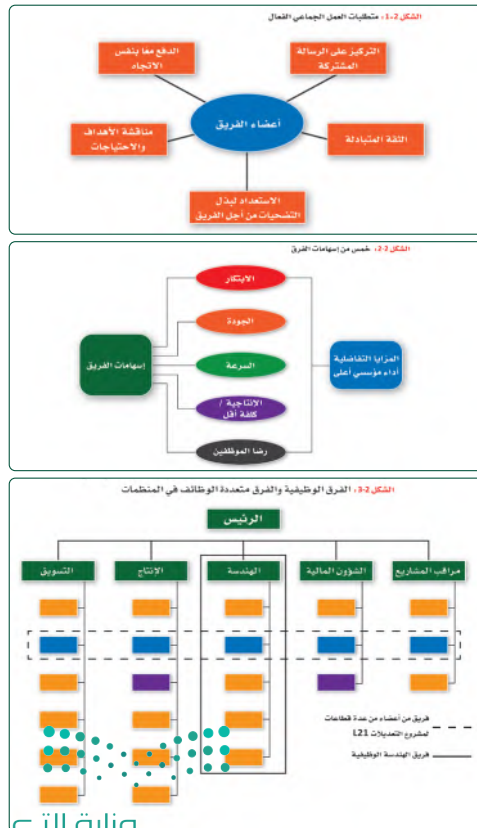 الشكل 2-1: متطلبات العمل الجماعي الفعال
التركيز على الرسالة
المشتركة
الدفع معًا بنفس
الاتجاه
أعضاء الفريق
الثقة المتبادلة
مناقشة الأهداف
والاحتياجات
الاستعداد لبذل
التضحيات من أجل الفريق
الشكل 2-2: خمس من إسهامات الفرق
الابتكار
الجودة
السرعة
الإنتاجية /
كلفة أقل
رضا الموظفين
المزايا التفاضلية
أداء مؤسسي أعلى
إسهامات الفريق
الشكل 2-3: الفرق الوظيفية والفرق متعددة الوظائف في المنظمات
الرئيس
مراقب المشاريع
الشؤون المالية
الهندسة
الإنتاج
التسويق
فريق من أعضاء من عدة قطاعات
لمشروع التعديلات L21
فريق الهندسة الوظيفية